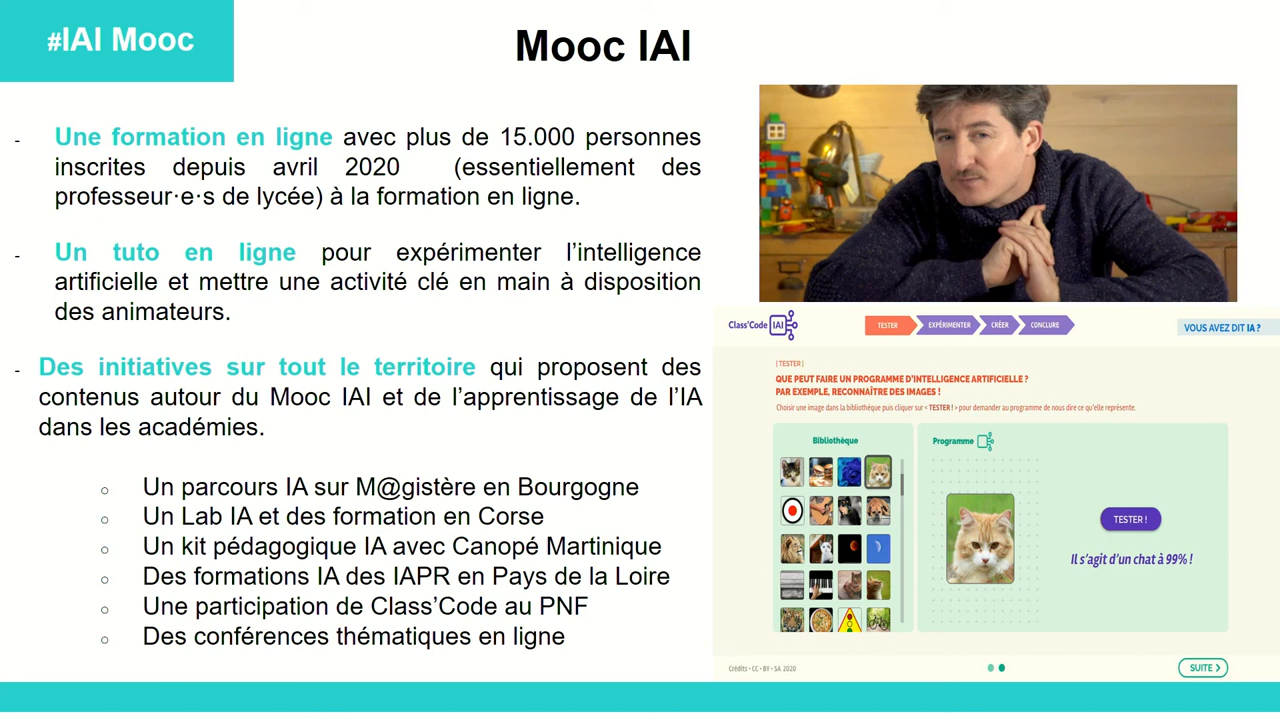 #IAI Mooc
Mooc IAI
- Une formation en ligne avec plus de 15.000 personnes
inscrites depuis avril 2020 (essentiellement des
professeur·e·s de lycée) à la formation en ligne.
- Un tuto en ligne pour expérimenter l’intelligence
artificielle et mettre une activité clé en main à disposition
des animateurs.
- Des initiatives sur tout le territoire qui proposent des
contenus autour du Mooc IAI et de l’apprentissage de l’IA
dans les académies.
○ Un parcours IA sur M@gistère en Bourgogne
○ Un Lab IA et des formation en Corse
○ Un kit pédagogique IA avec Canopé Martinique
○ Des formations IA des IAPR en Pays de la Loire
○ Une participation de Class’Code au PNF
○ Des conférences thématiques en ligne
Class'Code IAI
TESTER
EXPÉRIMENTER
CRÉER
CONCLURE
VOUS AVEZ DIT IA ?
| TESTER |
QUE PEUT FAIRE UN PROGRAMME D'INTELLIGENCE ARTIFICIELLE ?
PAR EXEMPLE, RECONNAÎTRE DES IMAGES !
Choisir une image dans la bibliothèque puis cliquer sur « TESTER ! » pour demander au programme de nous dire ce qu'elle représente.
Bibliothèque
Programme
TESTER !
Il s'agit d'un chat à 99% !
Crédits • CC • BY • SA 2020
SUITE >